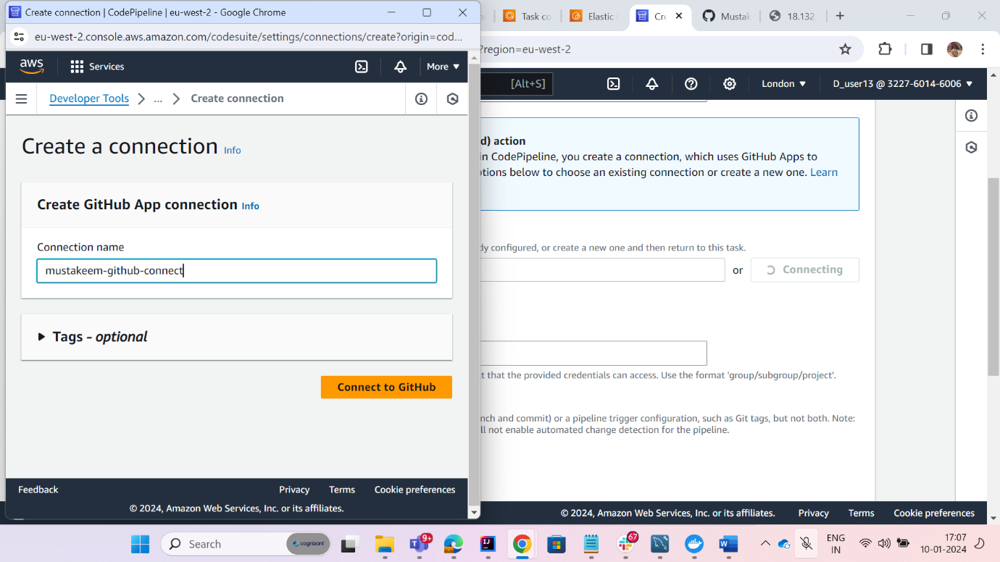 Create connection | CodePipeline | eu-west-2 - Google Chrome
eu-west-2.console.aws.amazon.com/codesuite/settings/connections/create?origin=cod...
aws
Services
More
Developer Tools
...
Create connection
Create a connection
Info
Create GitHub App connection
Info
Connection name
mustakeem-github-connect
Tags - optional
Connect to GitHub
Feedback
Privacy
Terms
Cookie preferences
© 2024, Amazon Web Services, Inc. or its affiliates.
Task co
Elastic
Cr
Mustak
18.132.
?region=eu-west-2
[Alt+S]
London
D_user13 @ 3227-6014-6006
d) action
in CodePipeline, you create a connection, which uses GitHub Apps to
tions below to choose an existing connection or create a new one. Learn
dy configured, or create a new one and then return to this task.
or
Connecting
t that the provided credentials can access. Use the format 'group/subgroup/project'.
nch and commit) or a pipeline trigger configuration, such as Git tags, but not both. Note:
ll not enable automated change detection for the pipeline.
© 2024, Amazon Web Services, Inc. or its affiliates.
Privacy
Terms
Cookie preferences
Search
cognizant
9+
67
ENG
IN
17:07
10-01-2024